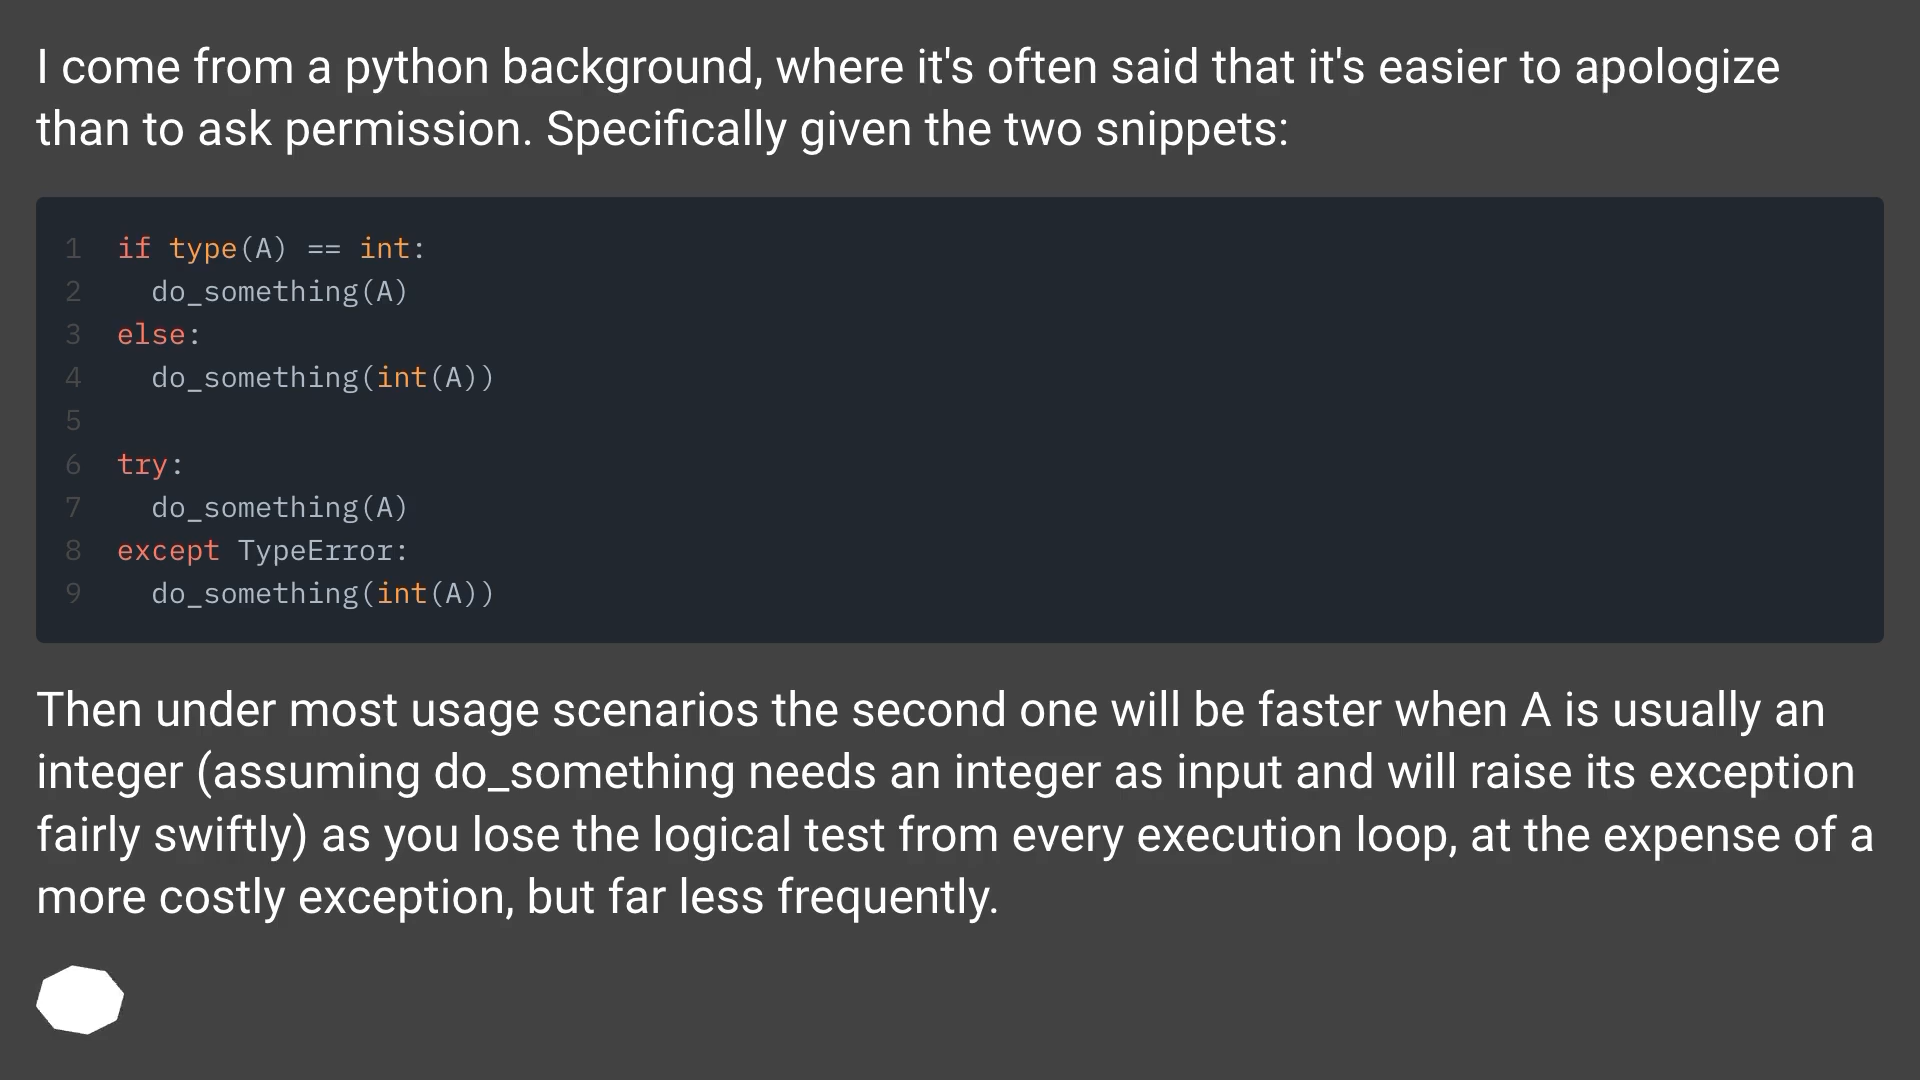 I come from a python background, where it's often said that it's easier to apologize
than to ask permission. Specifically given the two snippets:
1 if type(A) == int:
2   do_something(A)
3 else:
4   do_something(int(A))
5
6 try:
7   do_something(A)
8 except TypeError:
9   do_something(int(A))
Then under most usage scenarios the second one will be faster when A is usually an
integer (assuming do_something needs an integer as input and will raise its exception
fairly swiftly) as you lose the logical test from every execution loop, at the expense of a
more costly exception, but far less frequently.